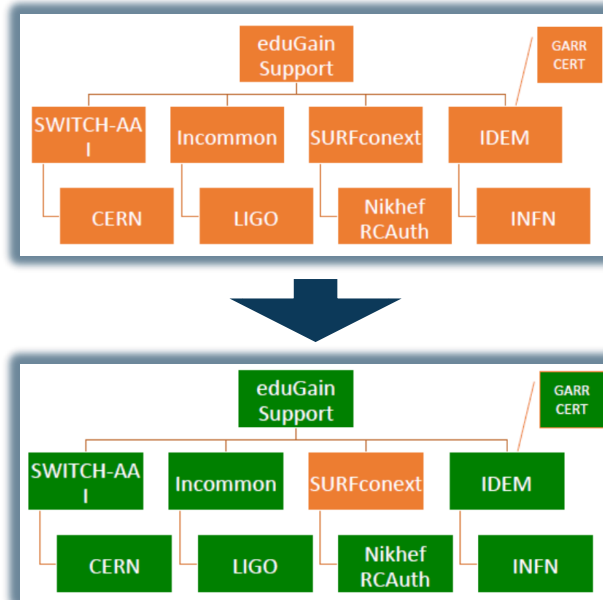 eduGain
Support
GARR
CERT
SWITCH-AA
I
Incommon
SURFconext
IDEM
CERN
LIGO
Nikhef
RCAuth
INFN
eduGain
Support
GARR
CERT
SWITCH-AA
I
Incommon
SURFconext
IDEM
CERN
LIGO
Nikhef
RCAuth
INFN